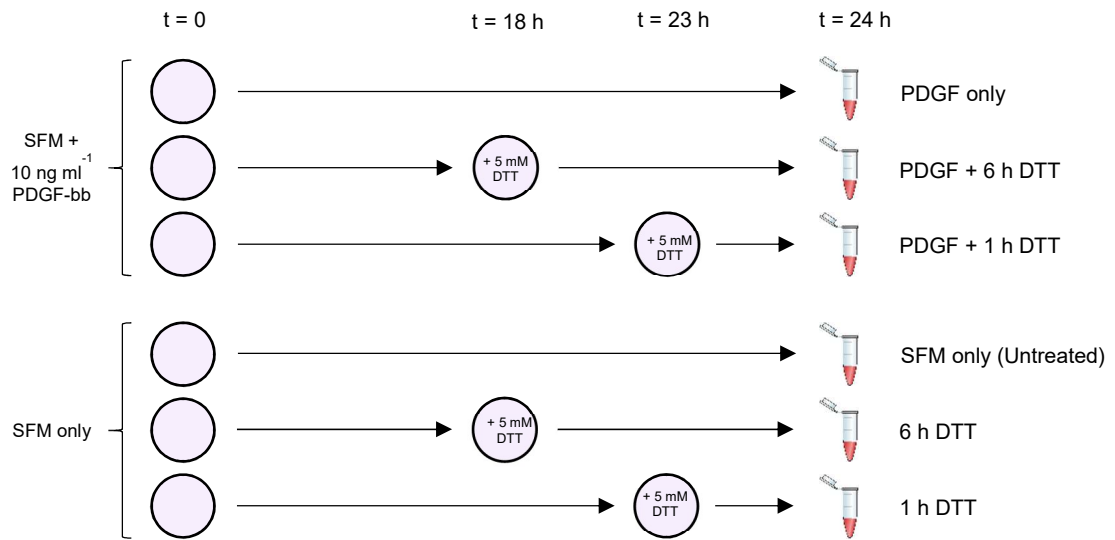 t = 0
t = 18 h
t = 23 h
t = 24 h
SFM +
10 ng ml⁻¹
PDGF-bb
PDGF only
+ 5 mM
DTT
PDGF + 6 h DTT
+ 5 mM
DTT
PDGF + 1 h DTT
SFM only
SFM only (Untreated)
+ 5 mM
DTT
6 h DTT
+ 5 mM
DTT
1 h DTT